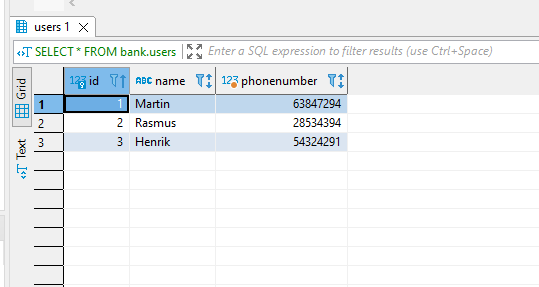 users 1
SELECT * FROM bank.users Enter a SQL expression to filter results (use Ctrl+Space)
Grid
Text
123 id ABC name 123 phonenumber
1 1 Martin 63847294
2 2 Rasmus 28534394
3 3 Henrik 54324291